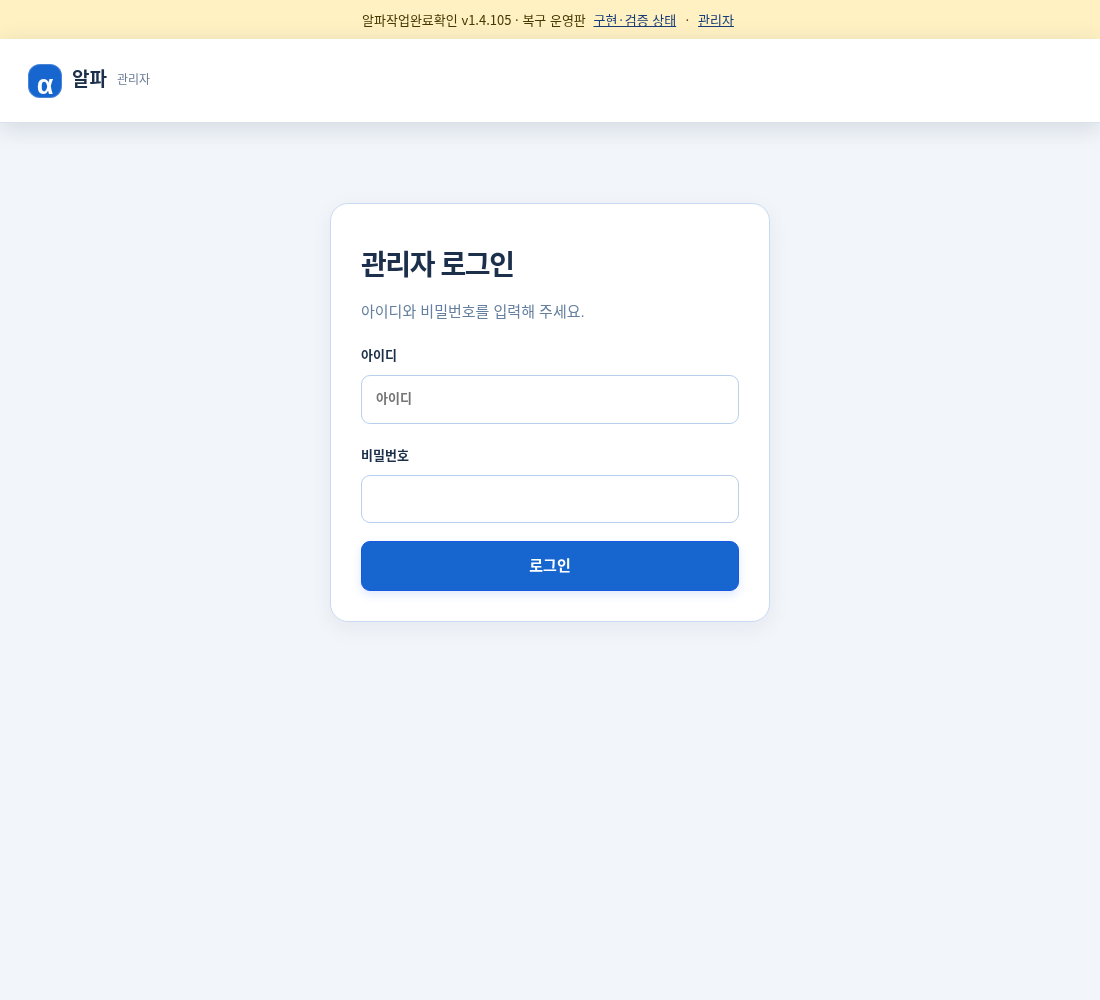 알파작업완료확인 v1.4.105 · 복구 운영판 구현·검증 상태 · 관리자
α 알파 관리자
관리자 로그인
아이디와 비밀번호를 입력해 주세요.
아이디
아이디
비밀번호
로그인